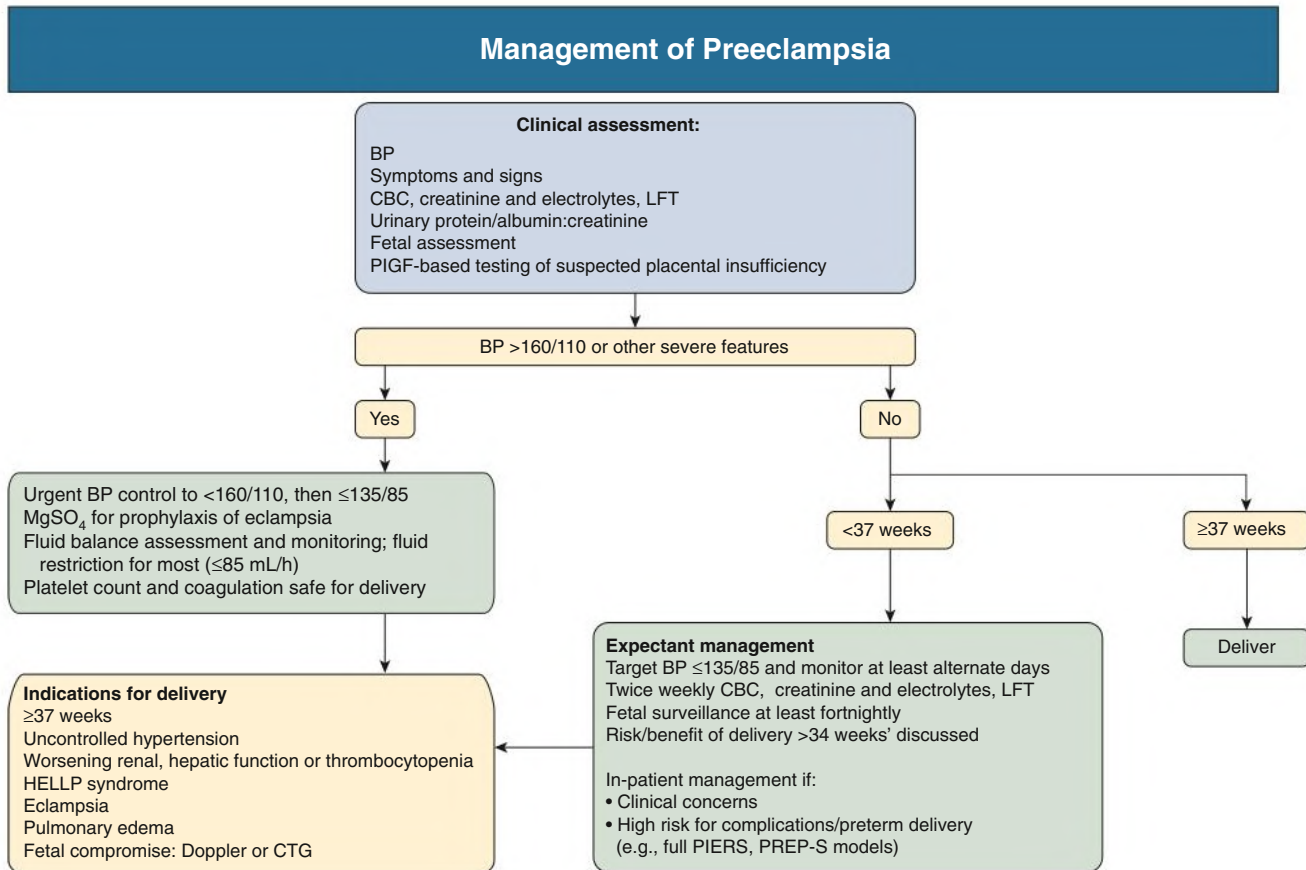 Management of Preeclampsia
Clinical assessment:
BP
Symptoms and signs
CBC, creatinine and electrolytes, LFT
Urinary protein/albumin:creatinine
Fetal assessment
PIGF-based testing of suspected placental insufficiency
BP >160/110 or other severe features
Yes
No
Urgent BP control to <160/110, then ≤135/85
MgSO₄ for prophylaxis of eclampsia
Fluid balance assessment and monitoring; fluid
restriction for most (≤85 mL/h)
Platelet count and coagulation safe for delivery
<37 weeks
≥37 weeks
Deliver
Indications for delivery
≥37 weeks
Uncontrolled hypertension
Worsening renal, hepatic function or thrombocytopenia
HELLP syndrome
Eclampsia
Pulmonary edema
Fetal compromise: Doppler or CTG
Expectant management
Target BP ≤135/85 and monitor at least alternate days
Twice weekly CBC, creatinine and electrolytes, LFT
Fetal surveillance at least fortnightly
Risk/benefit of delivery >34 weeks' discussed
In-patient management if:
• Clinical concerns
• High risk for complications/preterm delivery
(e.g., full PIERS, PREP-S models)